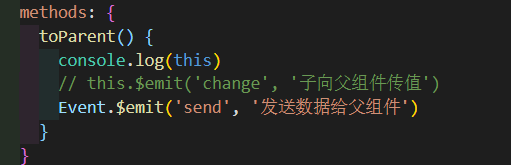 methods: {
toParent() {
console.log(this)
// this.$emit('change', '子向父组件传值')
Event.$emit('send', '发送数据给父组件')
}
}